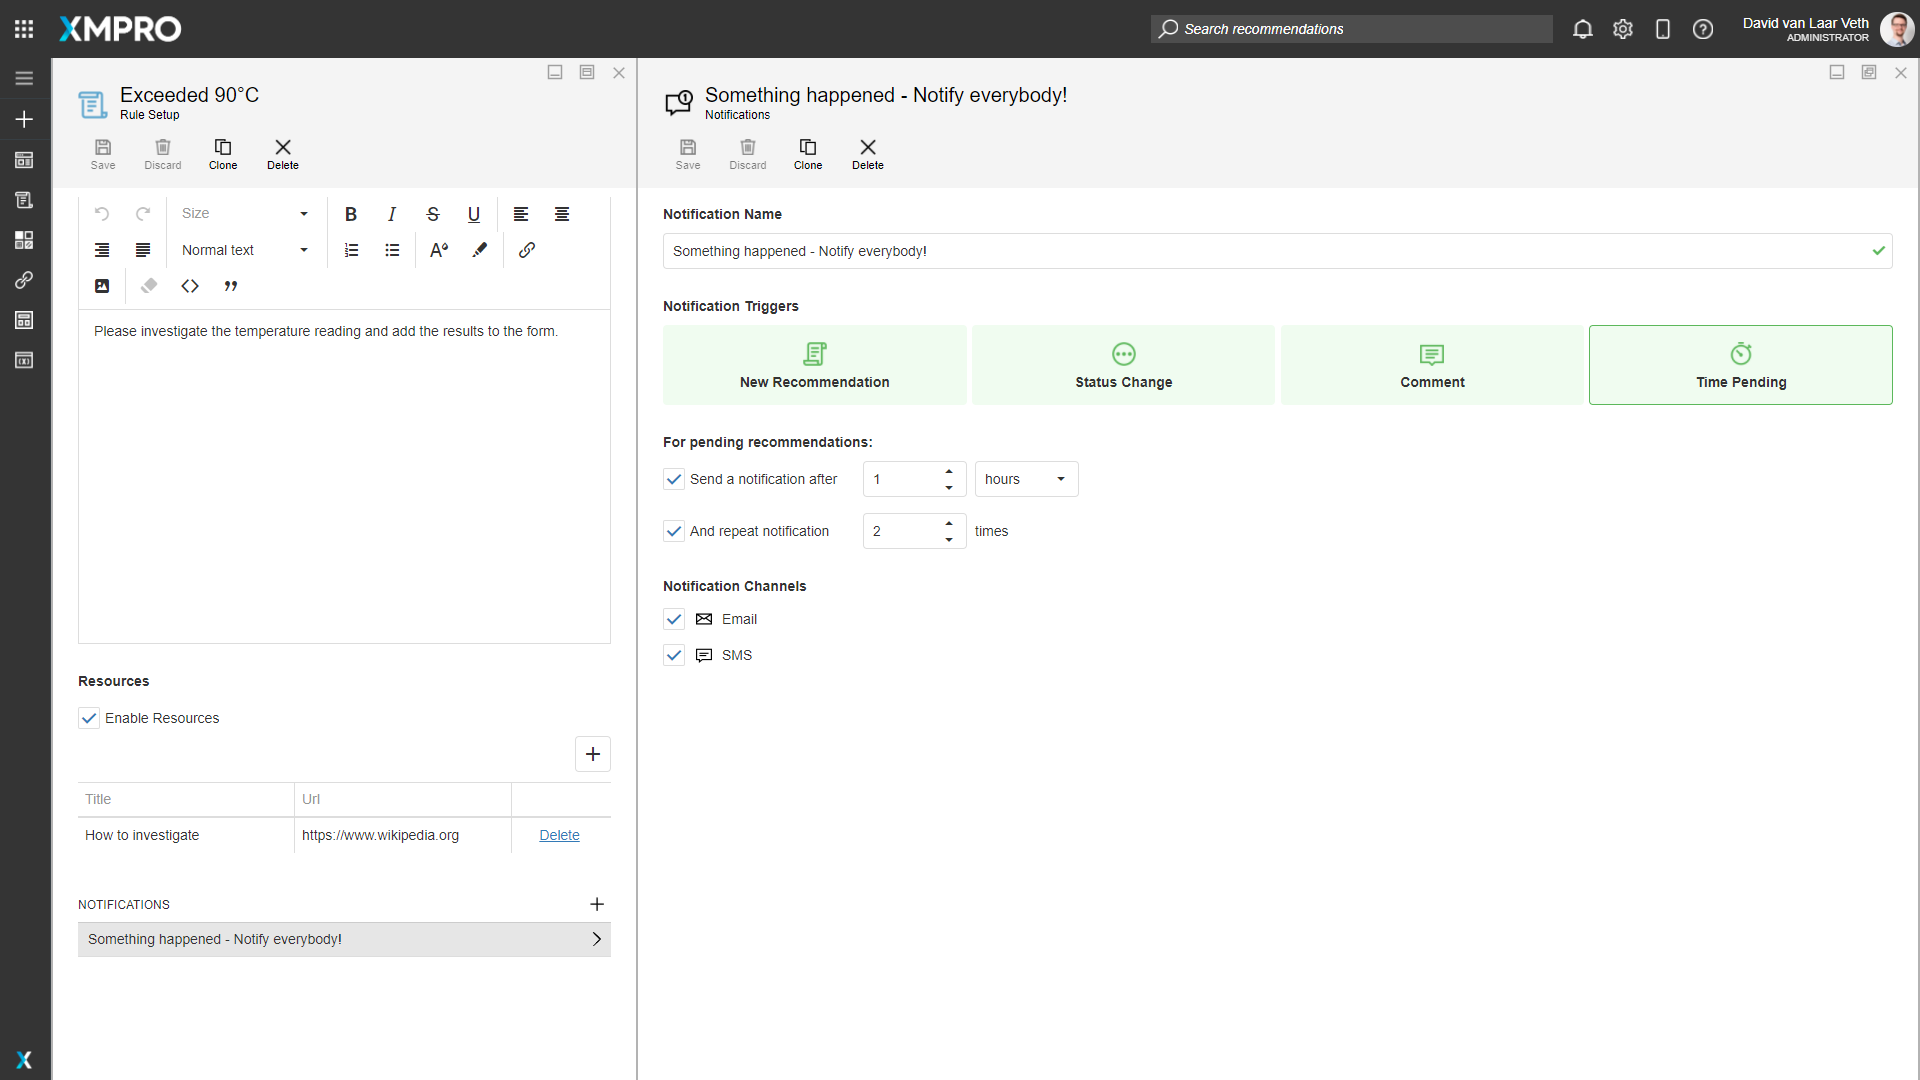 XMPRO
Search recommendations
David van Laar Veth
ADMINISTRATOR
Exceeded 90°C
Rule Setup
Save
Discard
Clone
Delete
Size
Normal text
Please investigate the temperature reading and add the results to the form.
Resources
Enable Resources
Title
Url
How to investigate
https://www.wikipedia.org
Delete
NOTIFICATIONS
Something happened - Notify everybody!
Something happened - Notify everybody!
Notifications
Save
Discard
Clone
Delete
Notification Name
Something happened - Notify everybody!
Notification Triggers
New Recommendation
Status Change
Comment
Time Pending
For pending recommendations:
Send a notification after
1
hours
And repeat notification
2
times
Notification Channels
Email
SMS